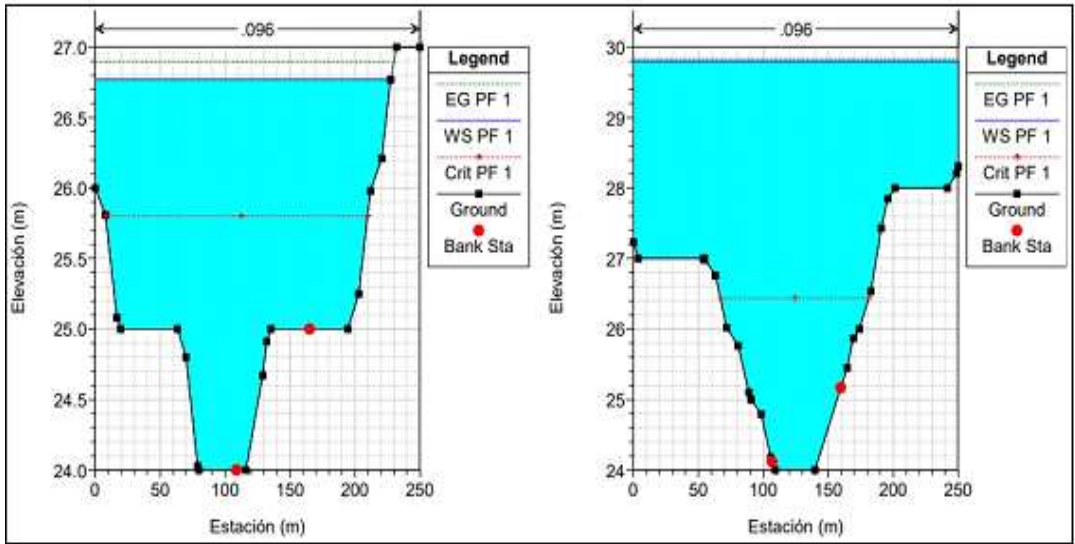 .096
27.0
26.5
26.0
25.5
25.0
24.5
24.0
Elevación (m)
0 50 100 150 200 250
Estación (m)
Legend
EG PF 1
WS PF 1
Crit PF 1
Ground
Bank Sta
.096
30
29
28
27
26
25
24
Elevación (m)
0 50 100 150 200 250
Estación (m)
Legend
EG PF 1
WS PF 1
Crit PF 1
Ground
Bank Sta